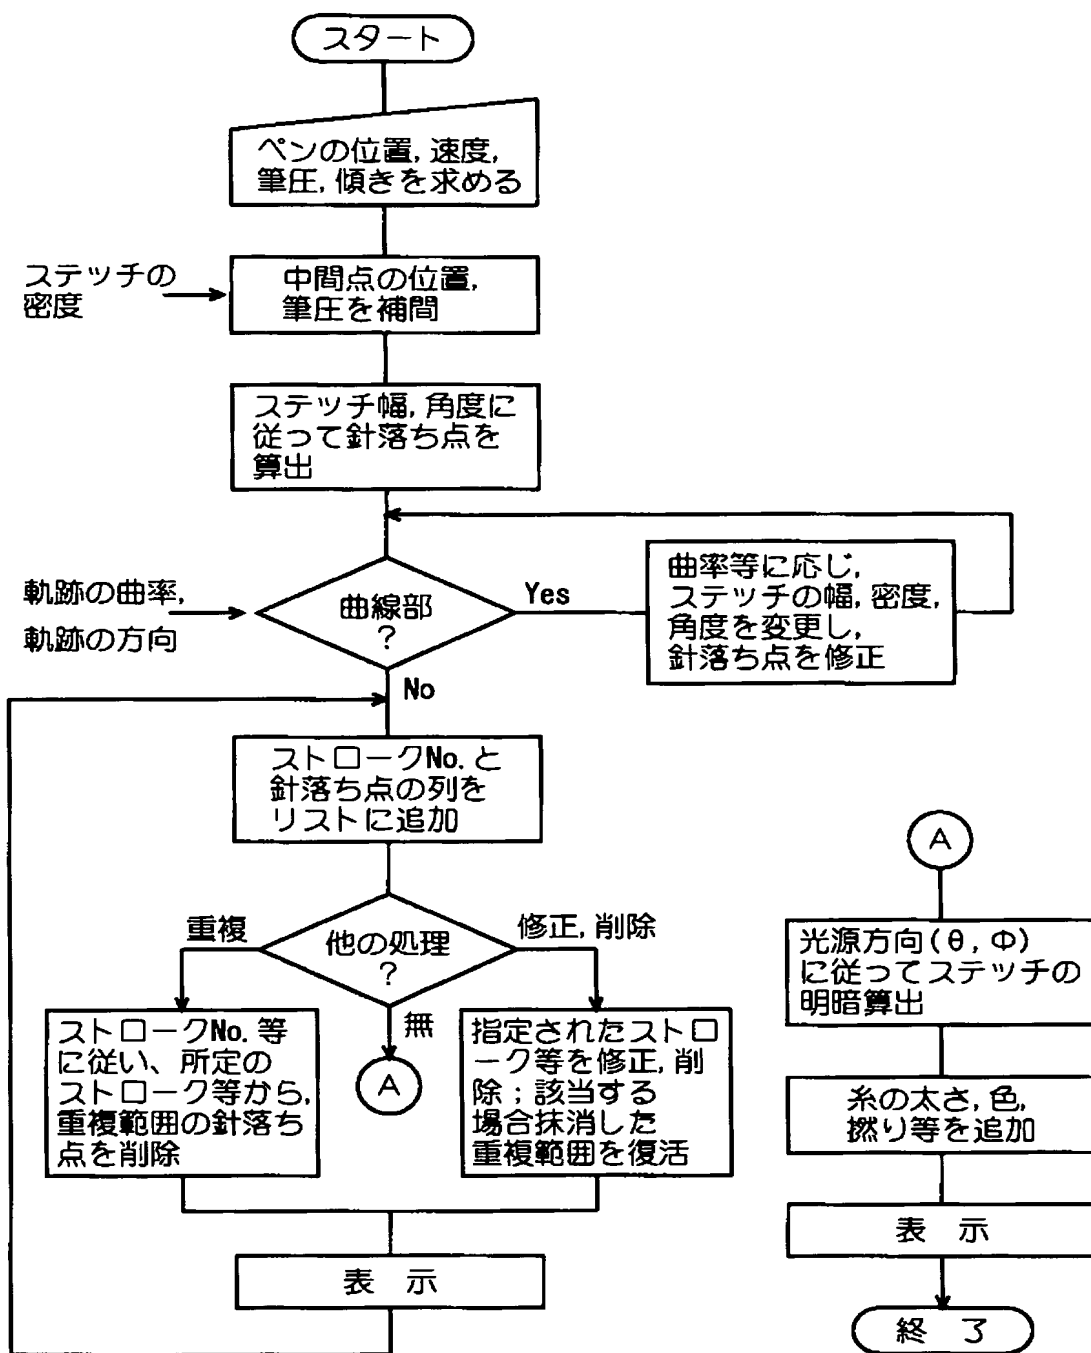 スタート
ペンの位置,速度,
筆圧,傾きを求める
ステッチの
密度
中間点の位置,
筆圧を補間
ステッチ幅,角度に
従って針落ち点を
算出
軌跡の曲率,
軌跡の方向
曲線部
?
Yes
曲率等に応じ,
ステッチの幅,密度,
角度を変更し,
針落ち点を修正
No
ストロークNo.と
針落ち点の列を
リストに追加
重複
他の処理
?
修正,削除
無
ストロークNo.等
に従い、所定の
ストローク等から,
重複範囲の針落ち
点を削除
A
指定されたストロ
ーク等を修正,削
除;該当する
場合抹消した
重複範囲を復活
表 示
A
光源方向(θ,Φ)
に従ってステッチの
明暗算出
糸の太さ,色,
撚り等を追加
表 示
終 了